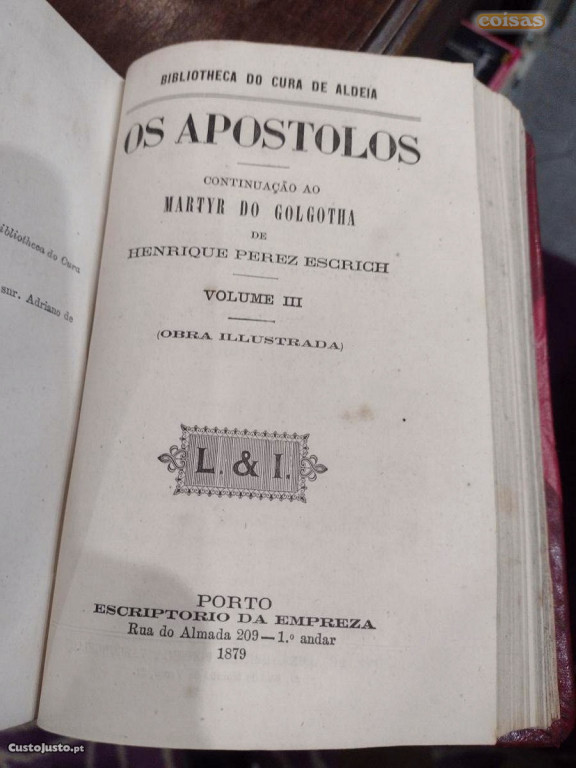 coisas
BIBLIOTHECA DO CURA DE ALDEIA
OS APOSTOLOS
CONTINUAÇÃO AO
MARTYR DO GOLGOTHA
DE
HENRIQUE PEREZ ESCRICH
VOLUME III
(OBRA ILLUSTRADA)
L. & I.
PORTO
ESCRIPTORIO DA EMPREZA
Rua do Almada 209—1.º andar
1879
ibliotheca do Cura
snr. Adriano de
CustoJusto.pt